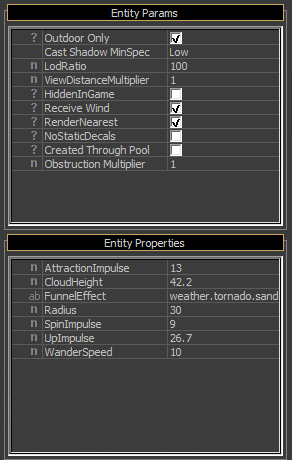 Entity Params
? Outdoor Only
Cast Shadow MinSpec Low
n LodRatio 100
n ViewDistanceMultiplier 1
? HiddenInGame
? Receive Wind
? RenderNearest
? NoStaticDecals
? Created Through Pool
n Obstruction Multiplier 1
Entity Properties
n AttractionImpulse 13
n CloudHeight 42.2
ab FunnelEffect weather.tornado.sand
n Radius 30
n SpinImpulse 9
n UpImpulse 26.7
n WanderSpeed 10